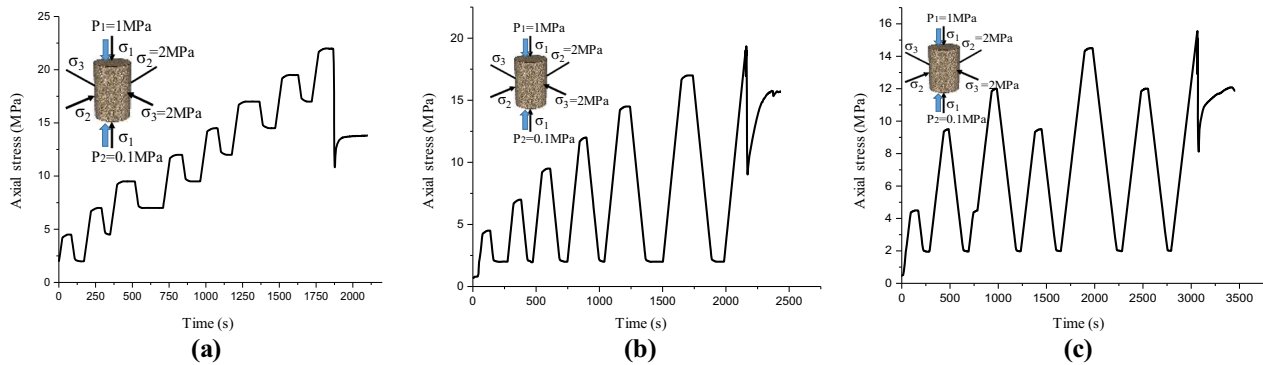 Axial stress (MPa)
25
20
15
10
5
0
P1=1MPa
σ1
σ2=2MPa
σ3
σ2
σ3=2MPa
σ1
P2=0.1MPa
0 250 500 750 1000 1250 1500 1750 2000
Time (s)
(a)
Axial stress (MPa)
20
15
10
5
0
P1=1MPa
σ1
σ2=2MPa
σ3
σ2
σ3=2MPa
σ1
P2=0.1MPa
0 500 1000 1500 2000 2500
Time (s)
(b)
Axial stress (MPa)
16
14
12
10
8
6
4
2
0
P1=1MPa
σ1
σ2=2MPa
σ3
σ2
σ3=2MPa
σ1
P2=0.1MPa
0 500 1000 1500 2000 2500 3000 3500
Time (s)
(c)